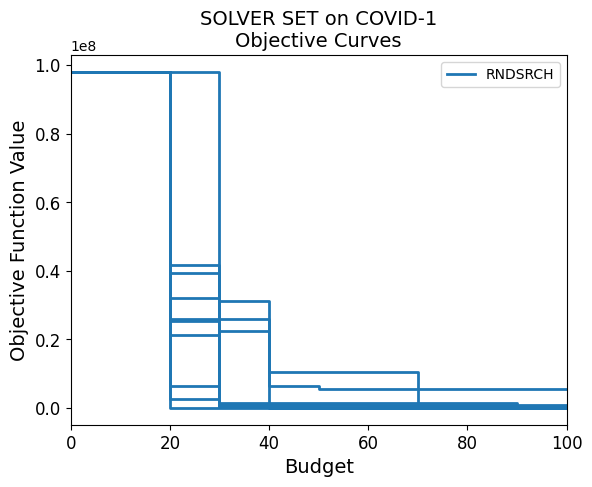 SOLVER SET on COVID-1
Objective Curves
1e8
RNDSRCH
1.0
0.8
0.6
0.4
0.2
0.0
Objective Function Value
0 20 40 60 80 100
Budget